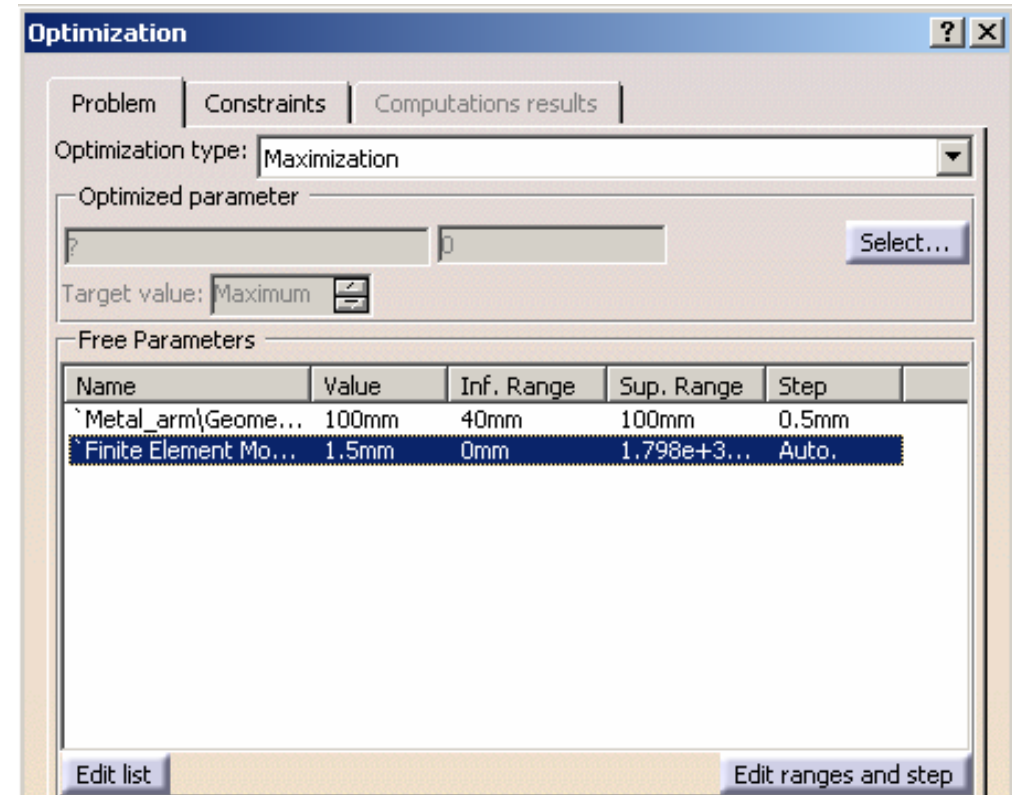 Optimization
Problem Constraints Computations results
Optimization type: Maximization
Optimized parameter
? 0 Select...
Target value: Maximum
Free Parameters
Name Value Inf. Range Sup. Range Step
`Metal_arm\Geome... 100mm 40mm 100mm 0.5mm
`Finite Element Mo... 1.5mm 0mm 1.798e+3... Auto.
Edit list Edit ranges and step